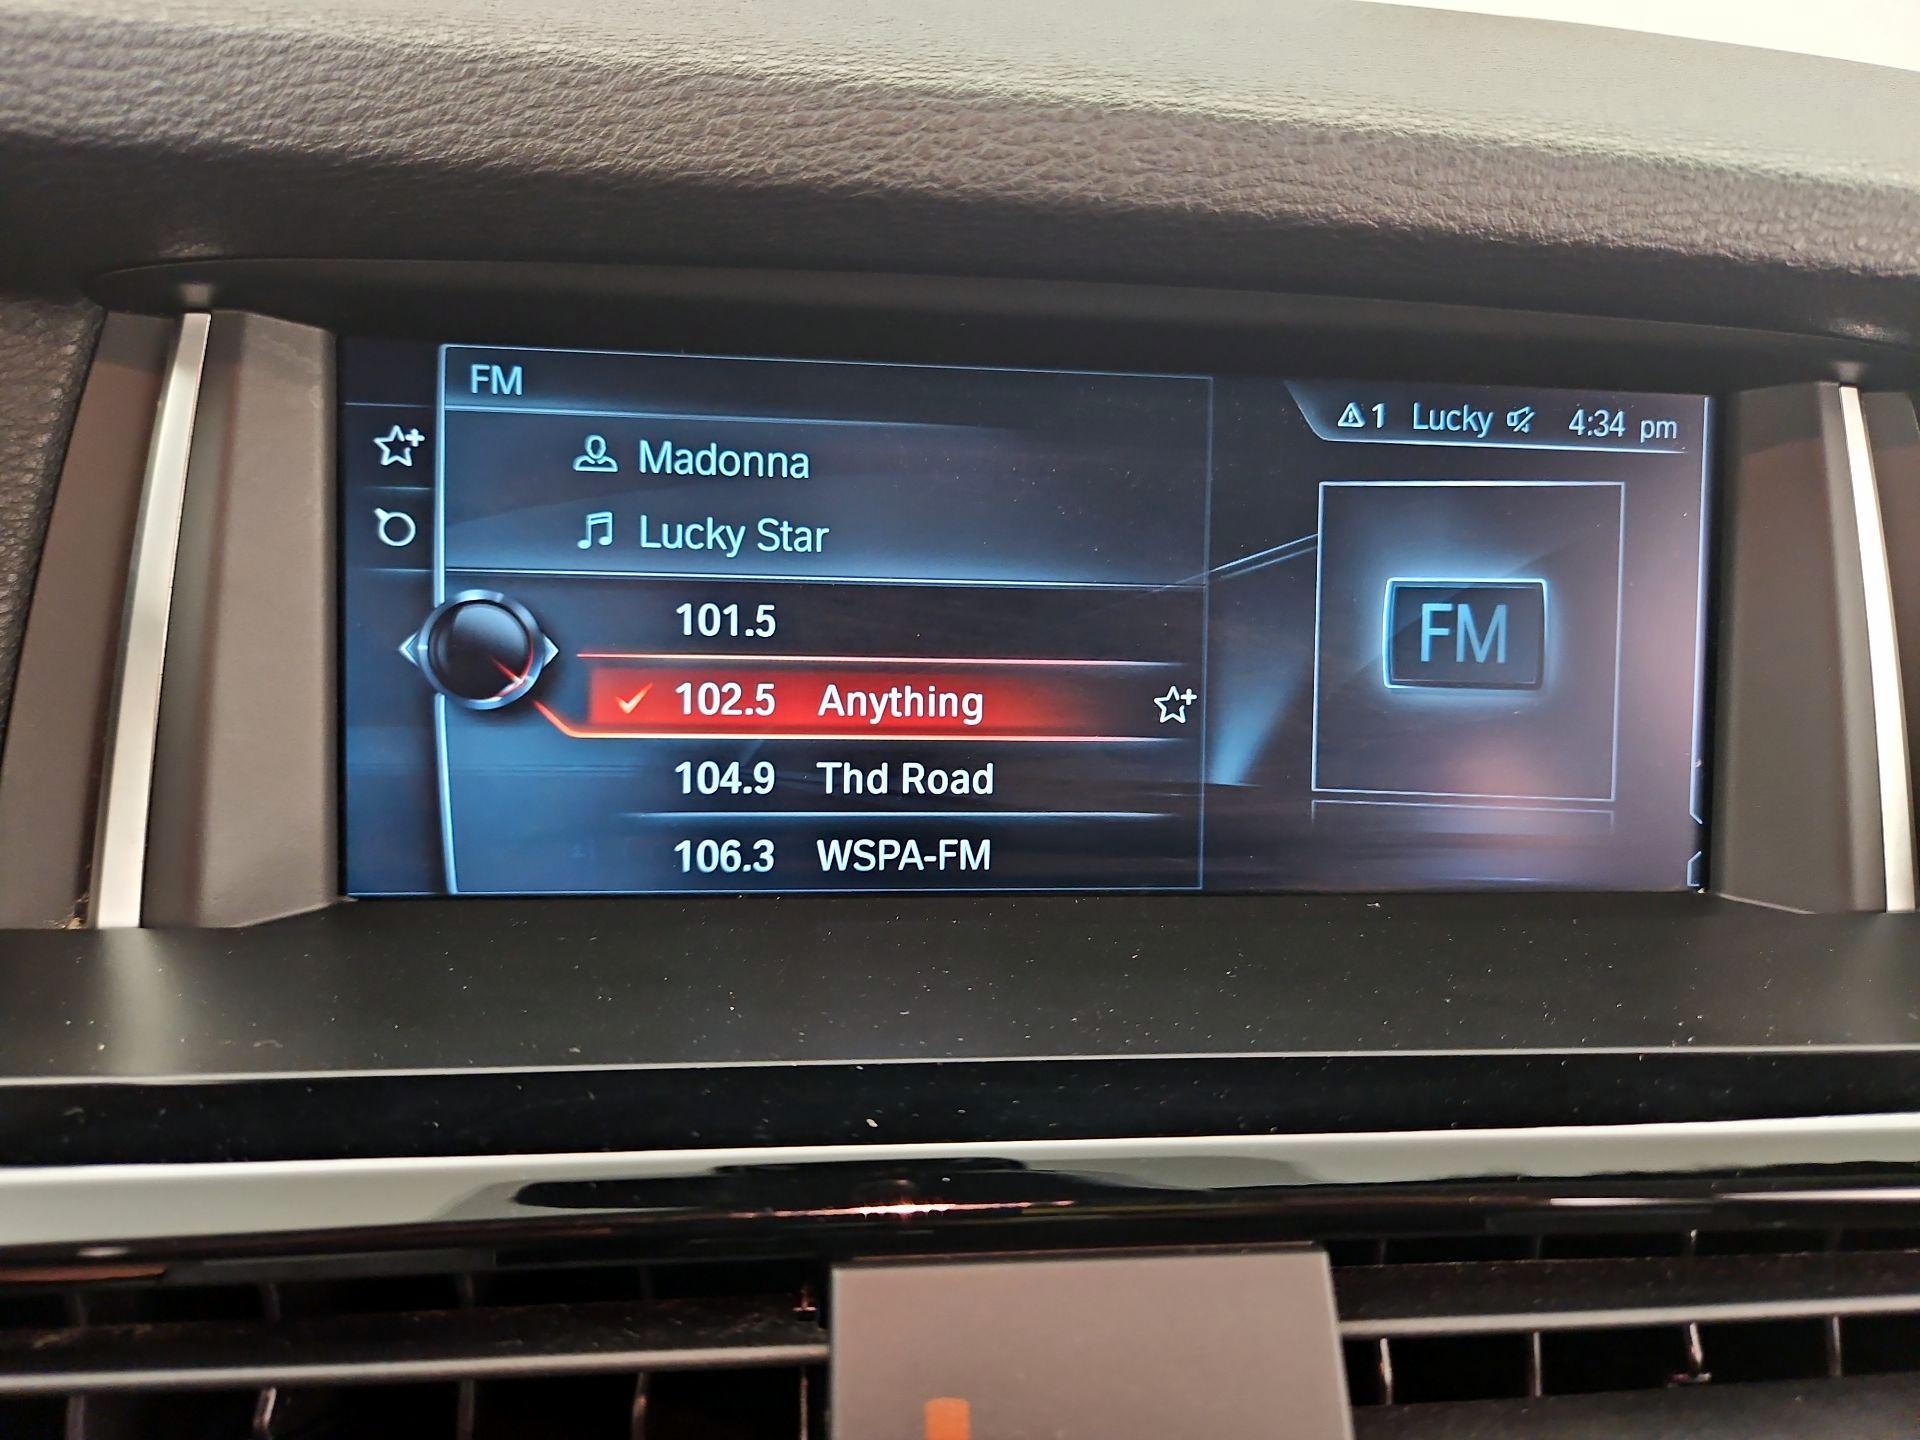 FM
1 Lucky 4:34 pm
Madonna
Lucky Star
101.5
102.5 Anything
104.9 Thd Road
106.3 WSPA-FM
FM